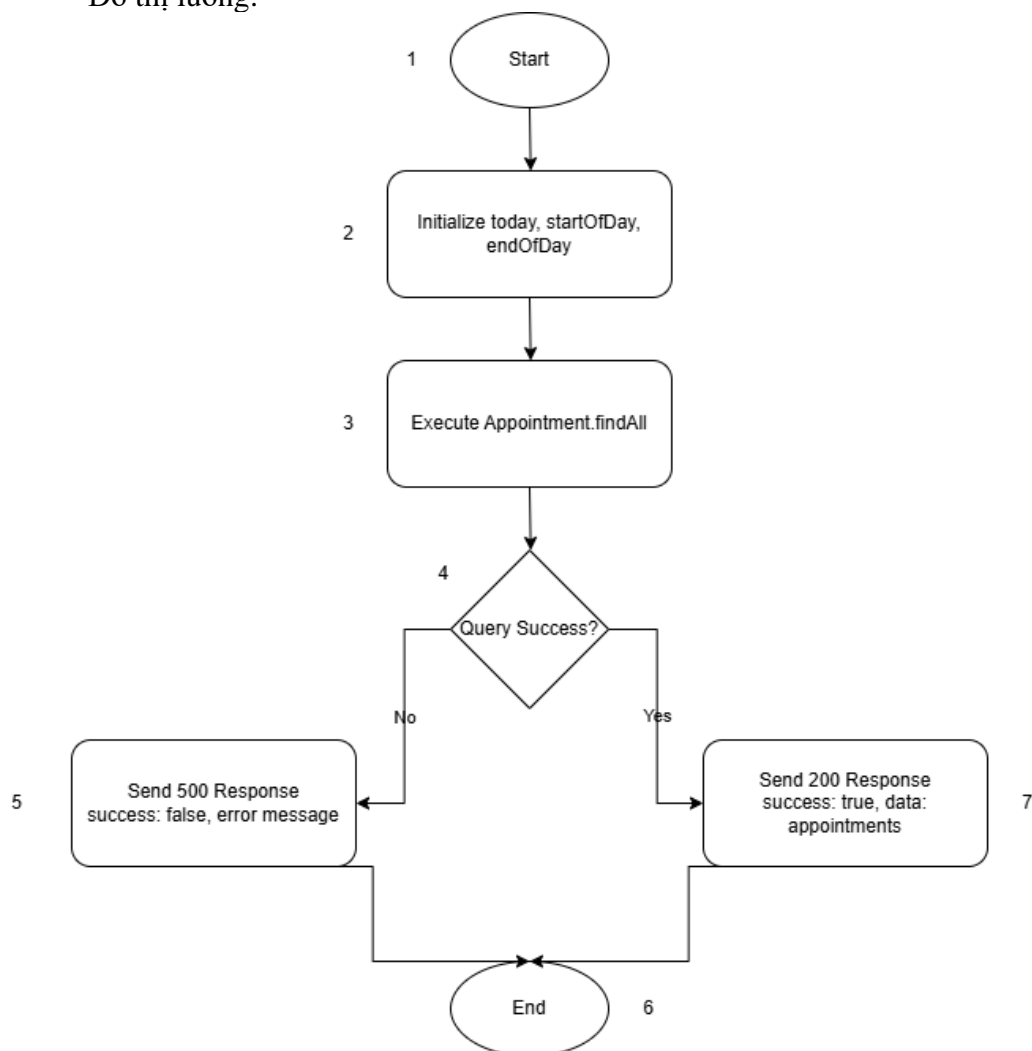 Đồ thị luồng:
1
Start
2
Initialize today, startOfDay,
endOfDay
3
Execute Appointment.findAll
4
Query Success?
No
Yes
5
Send 500 Response
success: false, error message
Send 200 Response
success: true, data:
appointments
7
End
6